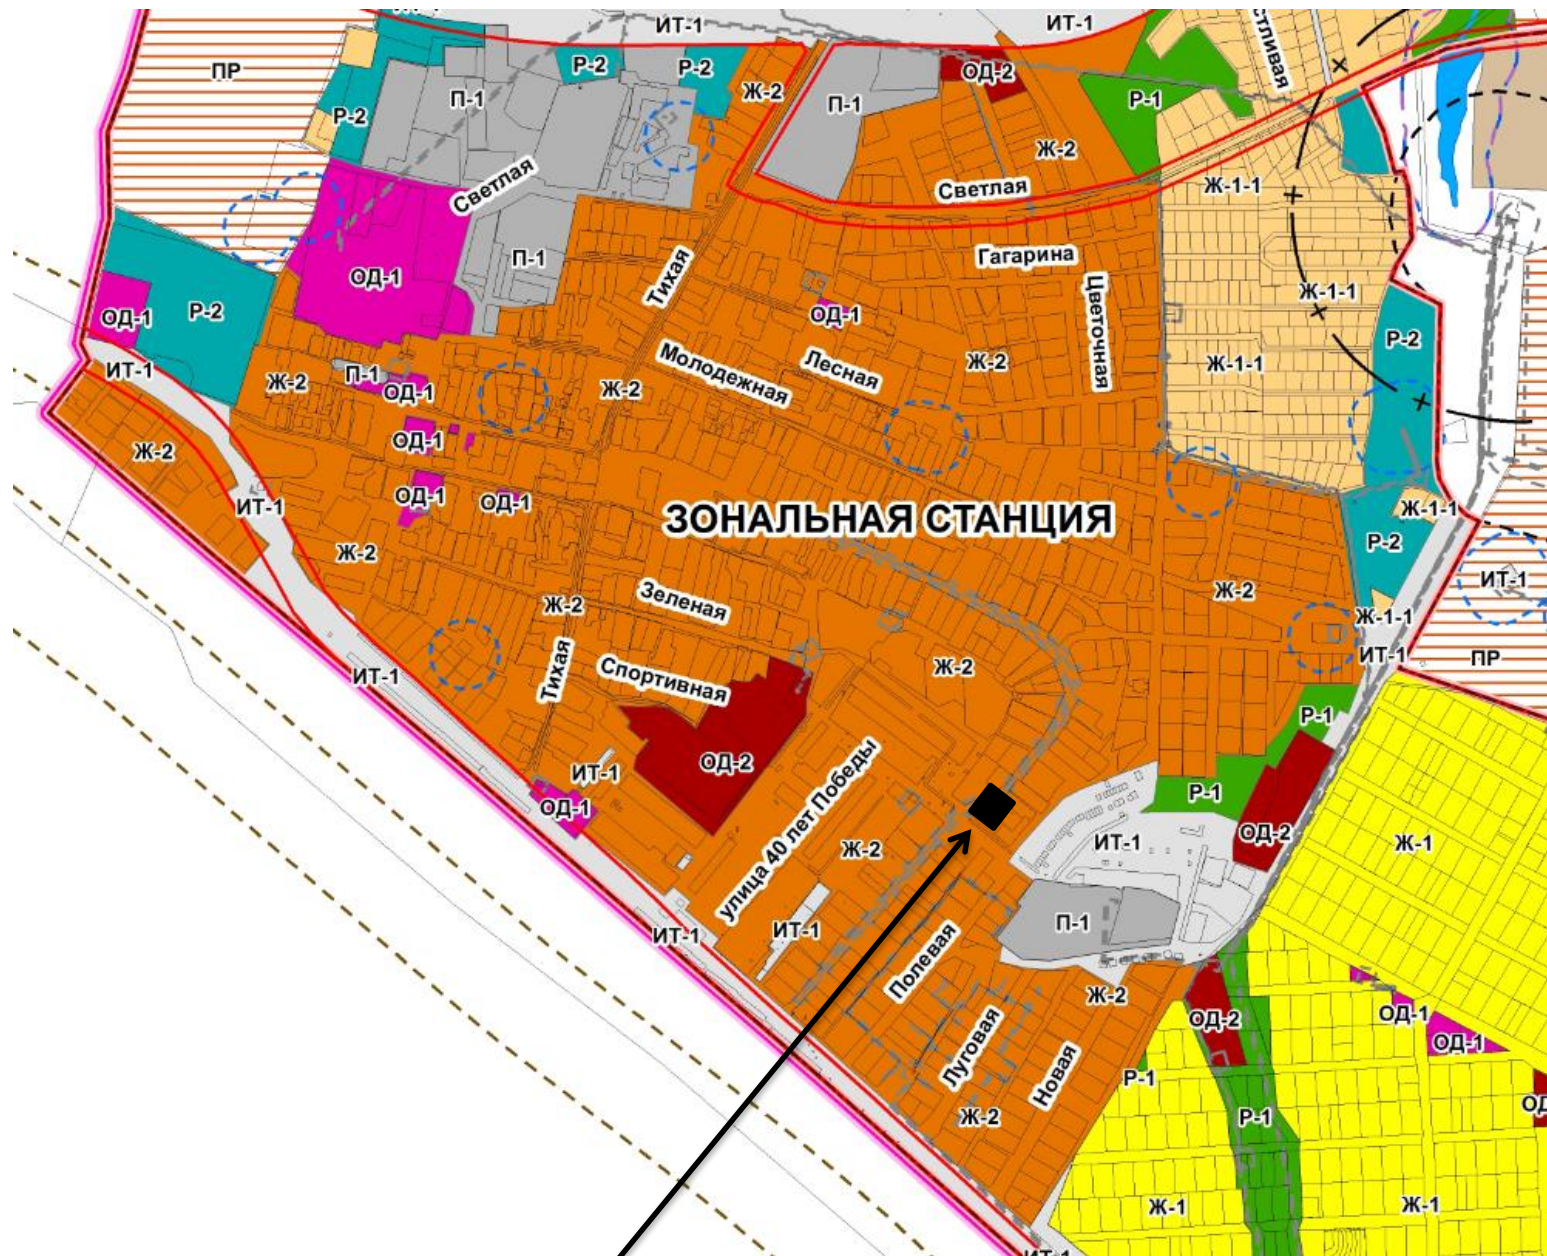 ИТ-1
ИТ-1
ПР
Р-2
Р-2
П-1
Ж-2
П-1
ОД-2
Р-1
Р-2
Ж-2
Светлая
Светлая
Ж-1-1
ОД-1
П-1
Тихая
Гагарина
Цветочная
Ж-1-1
Р-2
ОД-1
ОД-1
Р-2
ИТ-1
Ж-2
П-1
ОД-1
Ж-2
Молодежная
Лесная
Ж-2
Ж-1-1
ОД-1
Ж-2
ОД-1
ОД-1
ИТ-1
ЗОНАЛЬНАЯ СТАНЦИЯ
Ж-1-1
Р-2
Ж-2
ИТ-1
Ж-2
Зеленая
Ж-2
Ж-1-1
ИТ-1
ПР
ИТ-1
Тихая
Спортивная
Ж-2
Р-1
ОД-2
ИТ-1
ОД-1
улица 40 лет Победы
Р-1
Ж-2
ИТ-1
ОД-2
Ж-1
ИТ-1
ИТ-1
П-1
Полевая
Ж-2
ОД-2
ОД-1
ОД-1
Луговая
Новая
Р-1
Ж-2
Р-1
Ж-1
Ж-1